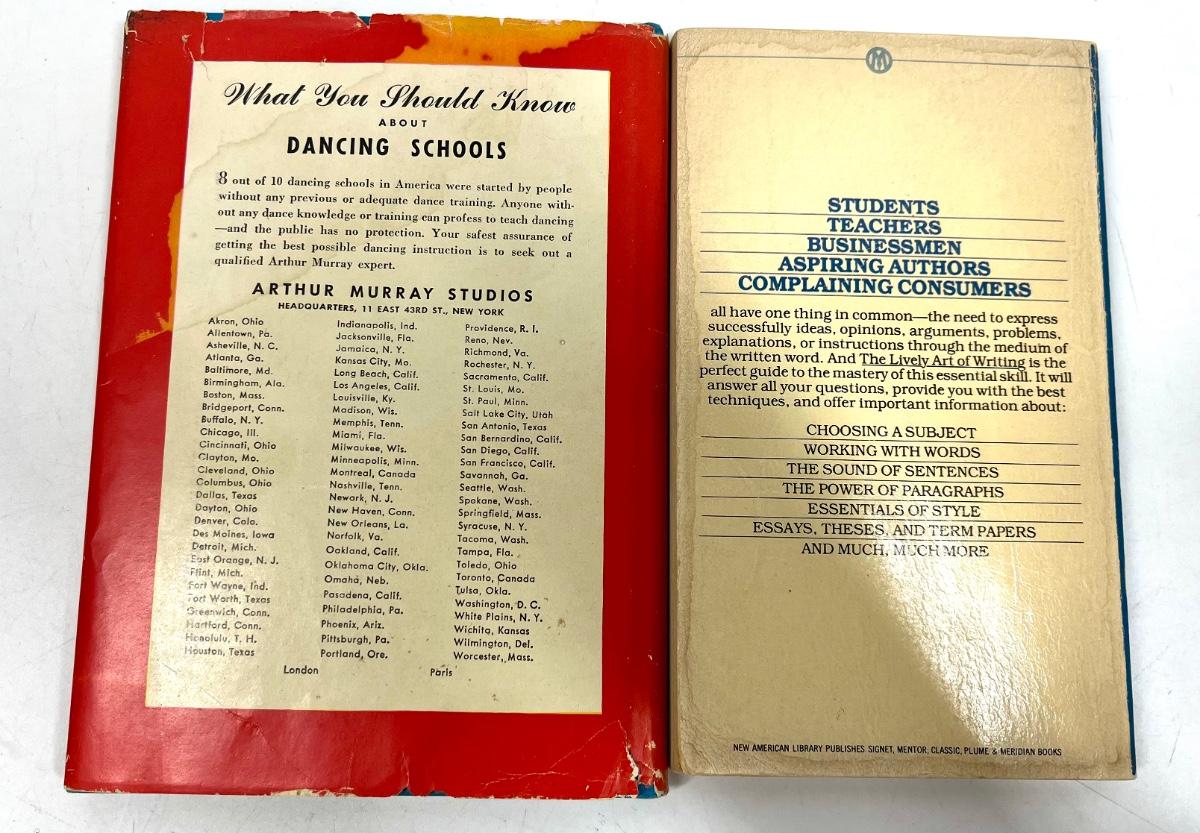 What You Should Know
ABOUT
DANCING SCHOOLS
8 out of 10 dancing schools in America were started by people
without any previous or adequate dance training. Anyone with-
out any dance knowledge or training can profess to teach dancing
—and the public has no protection. Your safest assurance of
getting the best possible dancing instruction is to seek out a
qualified Arthur Murray expert.
ARTHUR MURRAY STUDIOS
HEADQUARTERS, 11 EAST 43RD ST., NEW YORK
Akron, Ohio
Allentown, Pa.
Asheville, N. C.
Atlanta, Ga.
Baltimore, Md.
Birmingham, Ala.
Boston, Mass.
Bridgeport, Conn.
Buffalo, N. Y.
Chicago, Ill.
Cincinnati, Ohio
Clayton, Mo.
Cleveland, Ohio
Columbus, Ohio
Dallas, Texas
Dayton, Ohio
Denver, Colo.
Des Moines, Iowa
Detroit, Mich.
East Orange, N. J.
Flint, Mich.
Fort Wayne, Ind.
Fort Worth, Texas
Greenwich, Conn.
Hartford, Conn.
Honolulu, T. H.
Houston, Texas
Indianapolis, Ind.
Jacksonville, Fla.
Jamaica, N. Y.
Kansas City, Mo.
Long Beach, Calif.
Los Angeles, Calif.
Louisville, Ky.
Madison, Wis.
Memphis, Tenn.
Miami, Fla.
Milwaukee, Wis.
Minneapolis, Minn.
Montreal, Canada
Nashville, Tenn.
Newark, N. J.
New Haven, Conn.
New Orleans, La.
Norfolk, Va.
Oakland, Calif.
Oklahoma City, Okla.
Omaha, Neb.
Pasadena, Calif.
Philadelphia, Pa.
Phoenix, Ariz.
Pittsburgh, Pa.
Portland, Ore.
Providence, R. I.
Reno, Nev.
Richmond, Va.
Rochester, N. Y.
Sacramento, Calif.
St. Louis, Mo.
St. Paul, Minn.
Salt Lake City, Utah
San Antonio, Texas
San Bernardino, Calif.
San Diego, Calif.
San Francisco, Calif.
Savannah, Ga.
Seattle, Wash.
Spokane, Wash.
Springfield, Mass.
Syracuse, N. Y.
Tacoma, Wash.
Tampa, Fla.
Toledo, Ohio
Toronto, Canada
Tulsa, Okla.
Washington, D. C.
White Plains, N. Y.
Wichita, Kansas
Wilmington, Del.
Worcester, Mass.
London Paris
STUDENTS
TEACHERS
BUSINESSMEN
ASPIRING AUTHORS
COMPLAINING CONSUMERS
all have one thing in common—the need to express
successfully ideas, opinions, arguments, problems,
explanations, or instructions through the medium of
the written word. And The Lively Art of Writing is the
perfect guide to the mastery of this essential skill. It will
answer all your questions, provide you with the best
techniques, and offer important information about:
CHOOSING A SUBJECT
WORKING WITH WORDS
THE SOUND OF SENTENCES
THE POWER OF PARAGRAPHS
ESSENTIALS OF STYLE
ESSAYS, THESES, AND TERM PAPERS
AND MUCH, MUCH MORE
NEW AMERICAN LIBRARY PUBLISHES SIGNET, MENTOR, CLASSIC, PLUME & MERIDIAN BOOKS